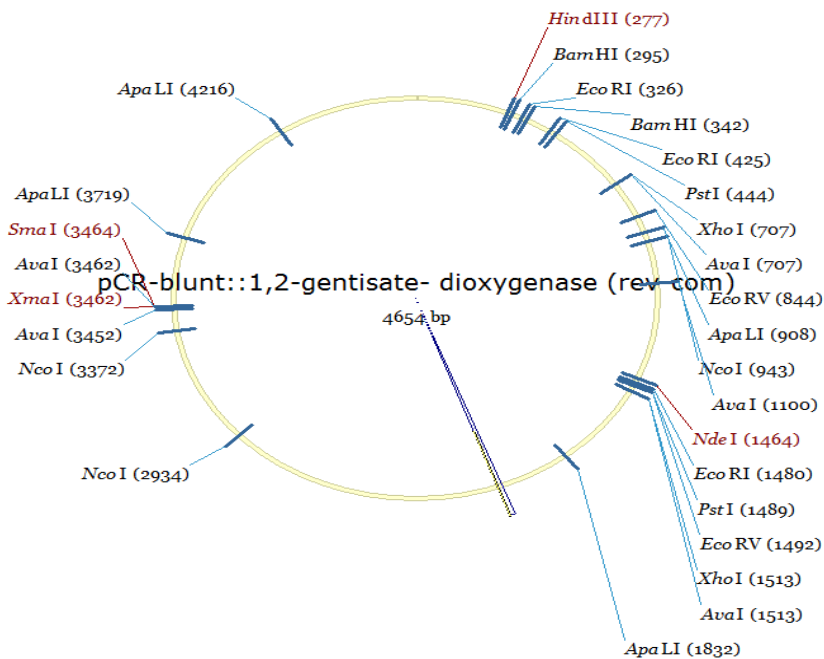 HindIII (277)
BamHI (295)
EcoRI (326)
BamHI (342)
EcoRI (425)
PstI (444)
XhoI (707)
AvaI (707)
EcoRV (844)
ApaLI (908)
NcoI (943)
AvaI (1100)
NdeI (1464)
EcoRI (1480)
PstI (1489)
EcoRV (1492)
XhoI (1513)
AvaI (1513)
ApaLI (1832)
NcoI (2934)
NcoI (3372)
AvaI (3452)
XmaI (3462)
AvaI (3462)
SmaI (3464)
ApaLI (3719)
ApaLI (4216)
pCR-blunt::1,2-gentisate- dioxygenase (rev com)
4654 bp